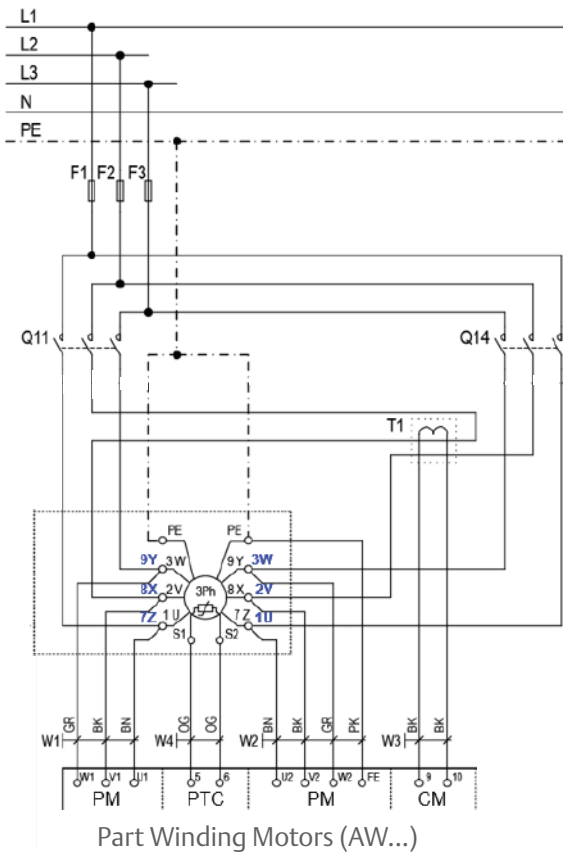 L1
L2
L3
N
PE
F1 F2 F3
Q11 Q14
T1
PE PE
9Y 3W 9Y 3W
8X 2V 3Ph 8X 2V
7Z 1U 7Z 1U
S1 S2
GR BK BN OG OG BN BK GR PK BK BK
W1 W4 W2 W3
W1 V1 U1 5 6 U2 V2 W2 FE 9 10
PM PTC PM CM
Part Winding Motors (AW...)